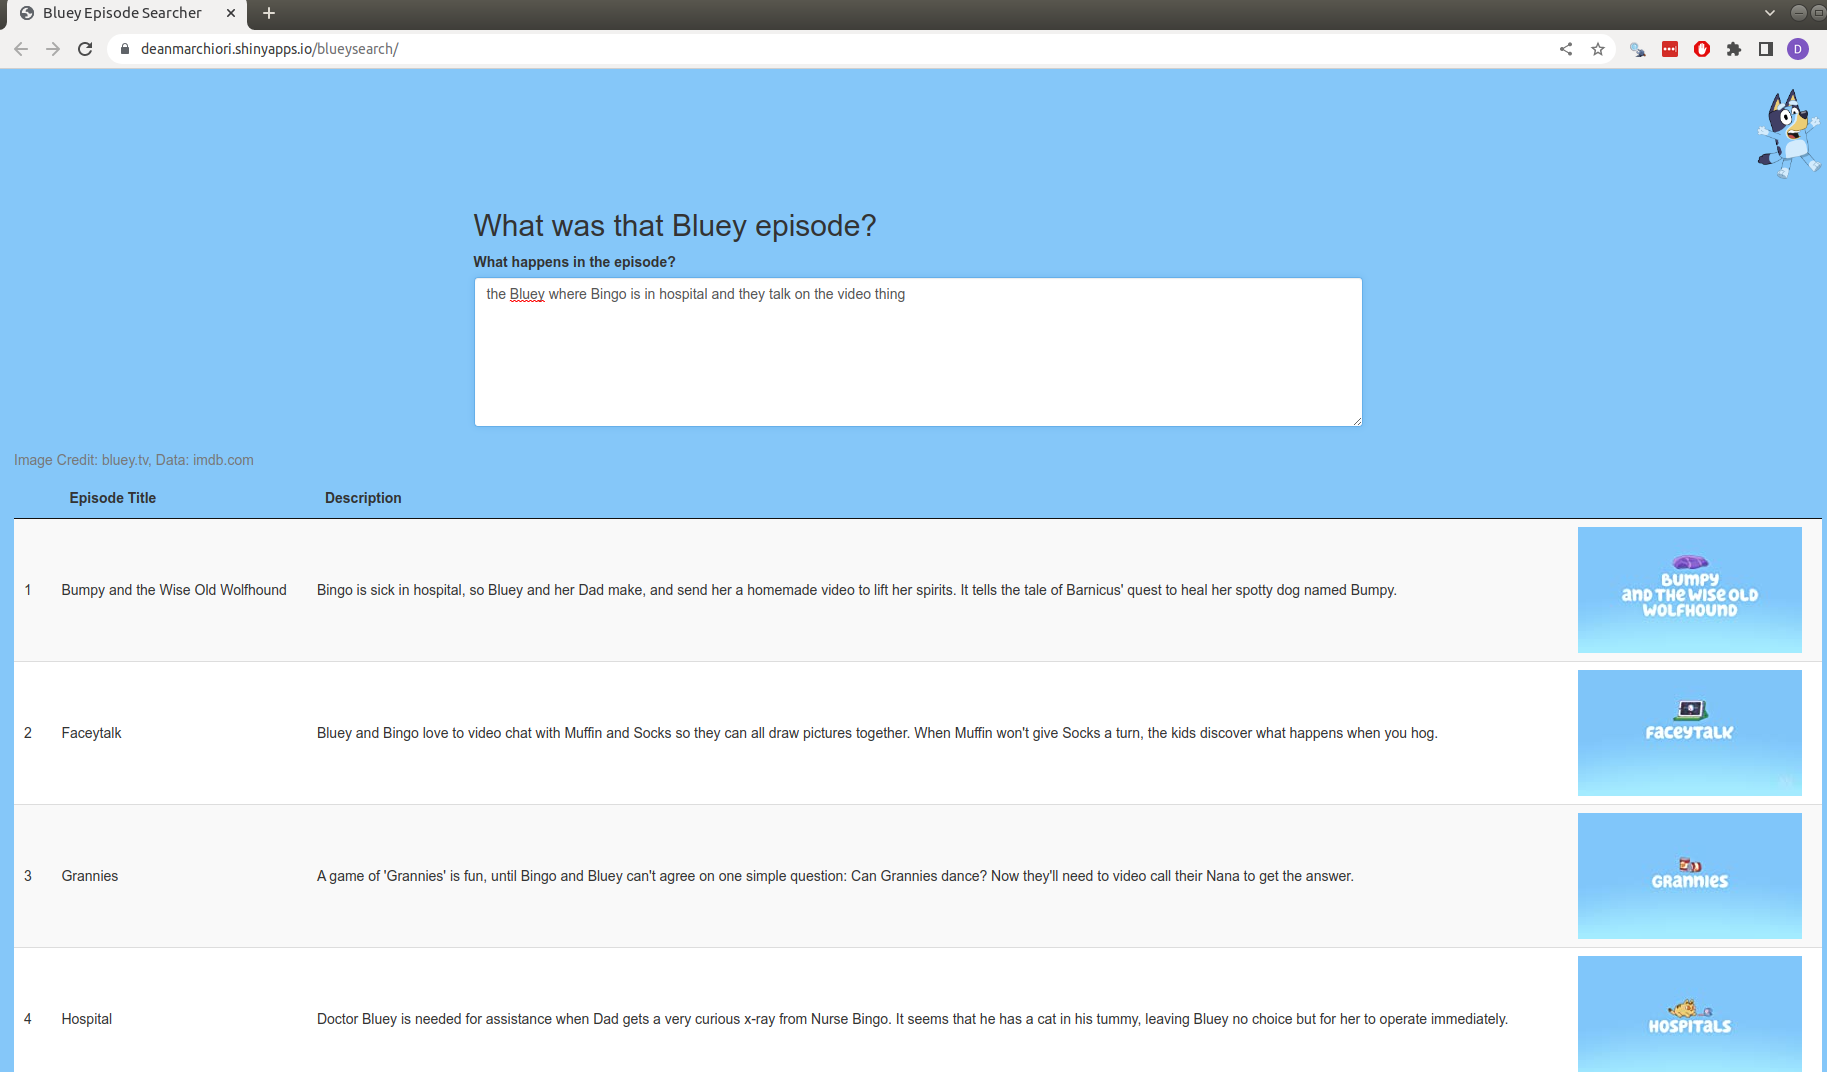 Bluey Episode Searcher
deanmarchiori.shinyapps.io/blueysearch/
D
What was that Bluey episode?
What happens in the episode?
the Bluey where Bingo is in hospital and they talk on the video thing
Image Credit: bluey.tv, Data: imdb.com
Episode Title Description
1 Bumpy and the Wise Old Wolfhound Bingo is sick in hospital, so Bluey and her Dad make, and send her a homemade video to lift her spirits. It tells the tale of Barnicus' quest to heal her spotty dog named Bumpy.
BUMPY
AND THE WISE OLD
WOLFHOUND
2 Faceytalk Bluey and Bingo love to video chat with Muffin and Socks so they can all draw pictures together. When Muffin won't give Socks a turn, the kids discover what happens when you hog.
FACEYTALK
3 Grannies A game of 'Grannies' is fun, until Bingo and Bluey can't agree on one simple question: Can Grannies dance? Now they'll need to video call their Nana to get the answer.
GRANNIES
4 Hospital Doctor Bluey is needed for assistance when Dad gets a very curious x-ray from Nurse Bingo. It seems that he has a cat in his tummy, leaving Bluey no choice but for her to operate immediately.
HOSPITALS